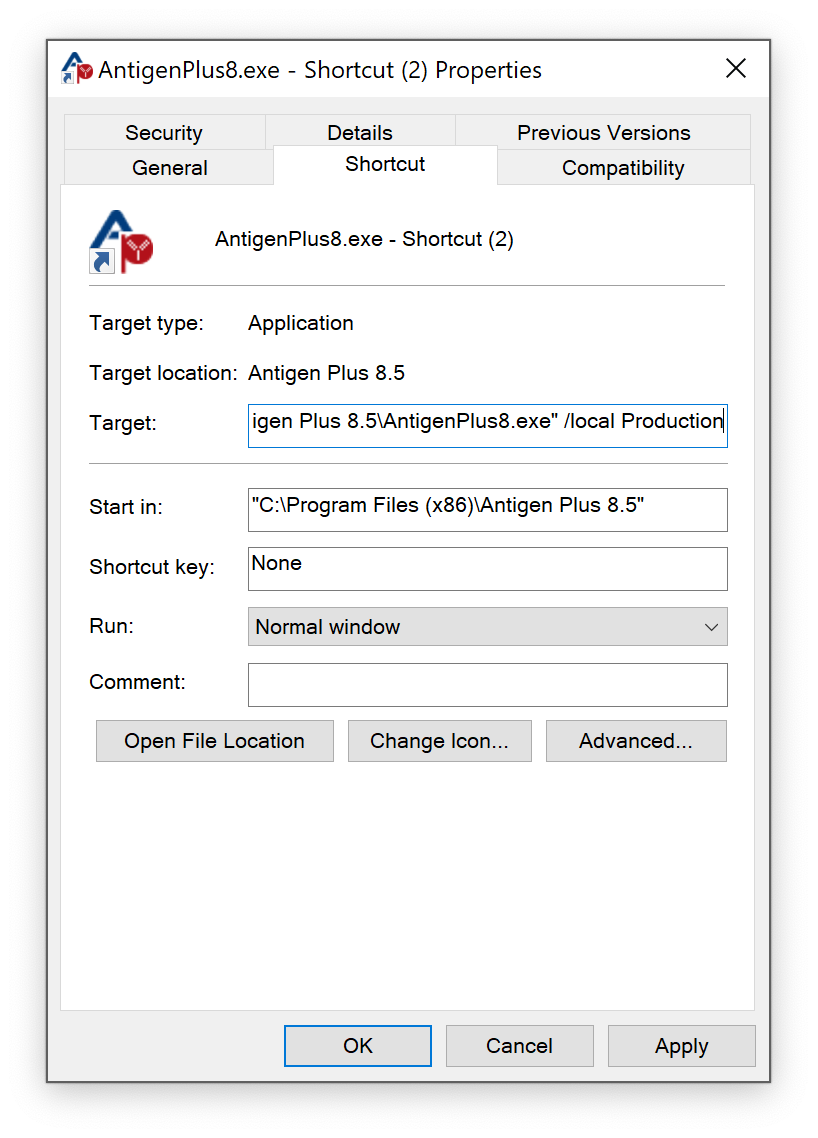 AntigenPlus8.exe - Shortcut (2) Properties
Security Details Previous Versions
General Shortcut Compatibility
AntigenPlus8.exe - Shortcut (2)
Target type: Application
Target location: Antigen Plus 8.5
Target: igen Plus 8.5\AntigenPlus8.exe" /local Production
Start in: "C:\Program Files (x86)\Antigen Plus 8.5"
Shortcut key: None
Run: Normal window
Comment:
Open File Location Change Icon... Advanced...
OK Cancel Apply